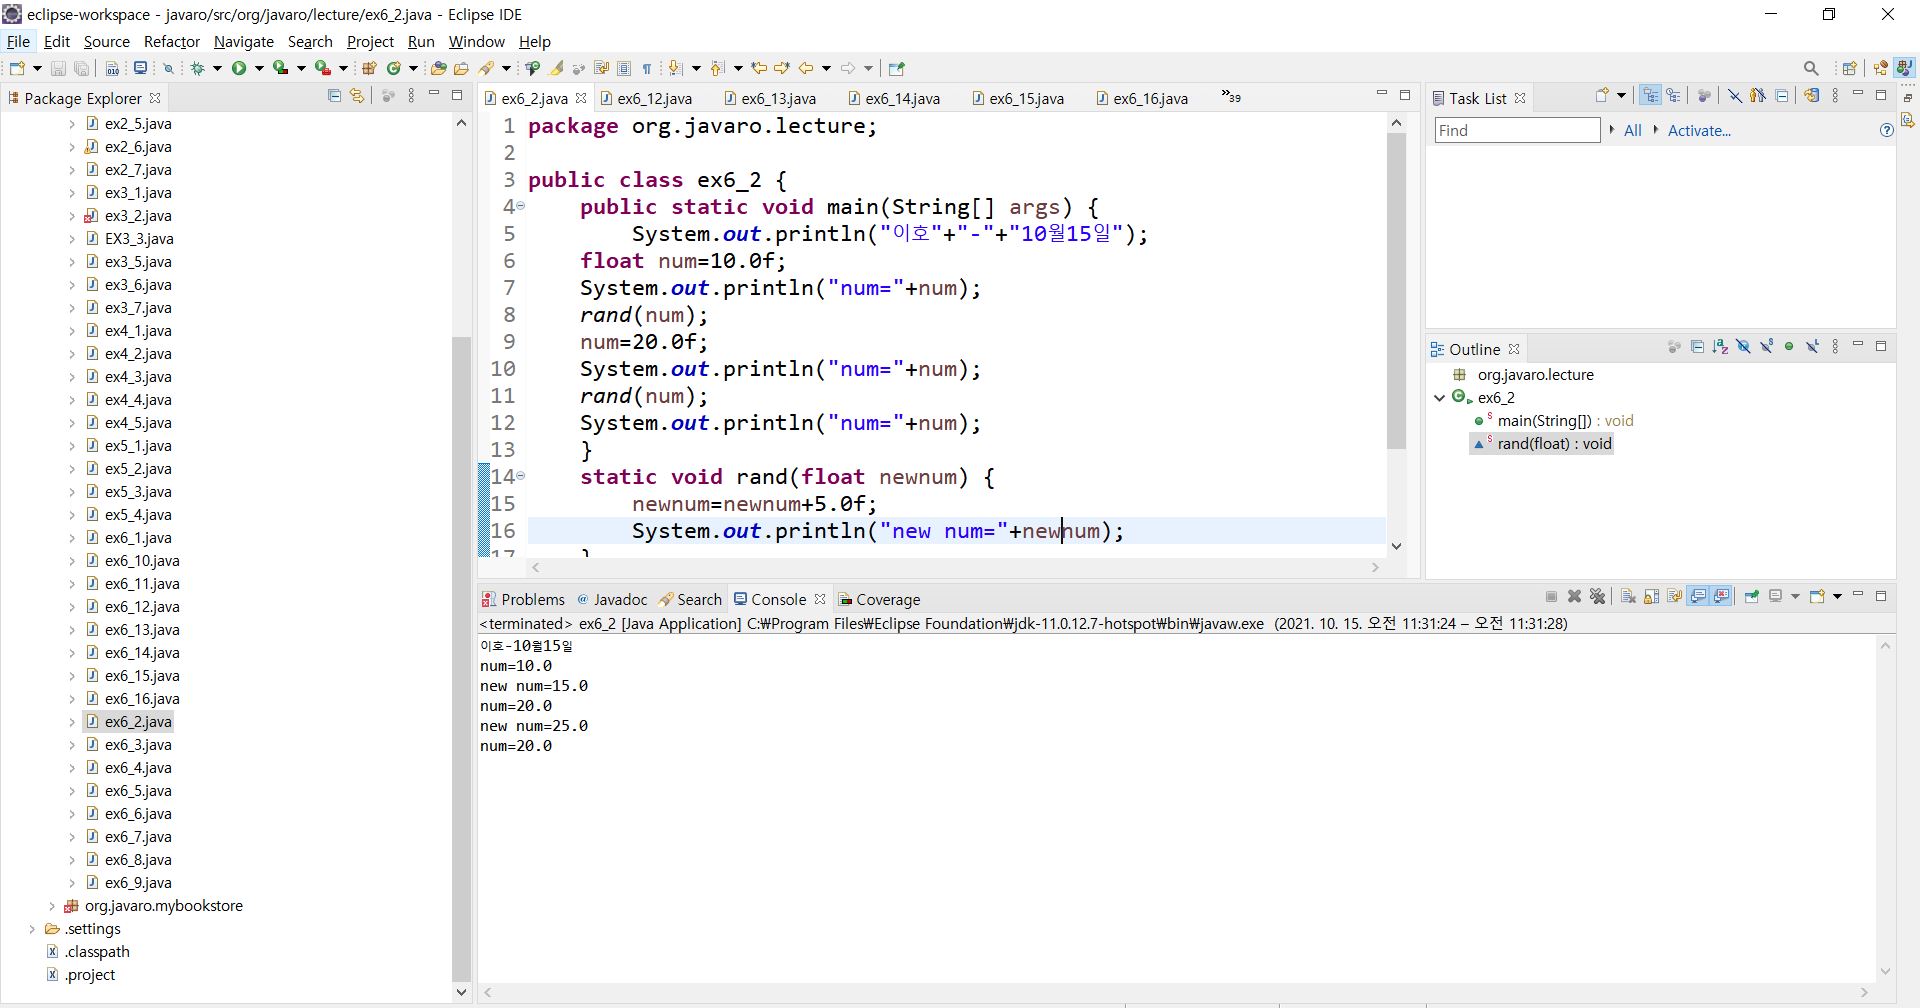 eclipse-workspace - javaro/src/org/javaro/lecture/ex6_2.java - Eclipse IDE
File Edit Source Refactor Navigate Search Project Run Window Help
Package Explorer
ex2_5.java
ex2_6.java
ex2_7.java
ex3_1.java
ex3_2.java
EX3_3.java
ex3_5.java
ex3_6.java
ex3_7.java
ex4_1.java
ex4_2.java
ex4_3.java
ex4_4.java
ex4_5.java
ex5_1.java
ex5_2.java
ex5_3.java
ex5_4.java
ex6_1.java
ex6_10.java
ex6_11.java
ex6_12.java
ex6_13.java
ex6_14.java
ex6_15.java
ex6_16.java
ex6_2.java
ex6_3.java
ex6_4.java
ex6_5.java
ex6_6.java
ex6_7.java
ex6_8.java
ex6_9.java
org.javaro.mybookstore
.settings
.classpath
.project
ex6_2.java ex6_12.java ex6_13.java ex6_14.java ex6_15.java ex6_16.java »39
1 package org.javaro.lecture;
2
3 public class ex6_2 {
4 public static void main(String[] args) {
5 System.out.println("이호"+"-"+"10월15일");
6 float num=10.0f;
7 System.out.println("num="+num);
8 rand(num);
9 num=20.0f;
10 System.out.println("num="+num);
11 rand(num);
12 System.out.println("num="+num);
13 }
14 static void rand(float newnum) {
15 newnum=newnum+5.0f;
16 System.out.println("new num="+newnum);
17 }
Task List
Find All Activate...
Outline
org.javaro.lecture
ex6_2
main(String[]) : void
rand(float) : void
Problems @ Javadoc Search Console Coverage
<terminated> ex6_2 [Java Application] C:₩Program Files₩Eclipse Foundation₩jdk-11.0.12.7-hotspot₩bin₩javaw.exe (2021. 10. 15. 오전 11:31:24 – 오전 11:31:28)
이호-10월15일
num=10.0
new num=15.0
num=20.0
new num=25.0
num=20.0